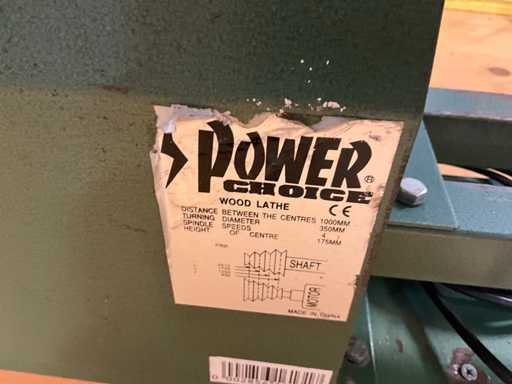 POWER®
CHOICE
WOOD LATHE CE
DISTANCE BETWEEN THE CENTRES 1000MM
TURNING DIAMETER 350MM
SPINDLE SPEEDS 4
HEIGHT OF CENTRE 175MM
SHAFT
MOTOR
MADE IN CHINA